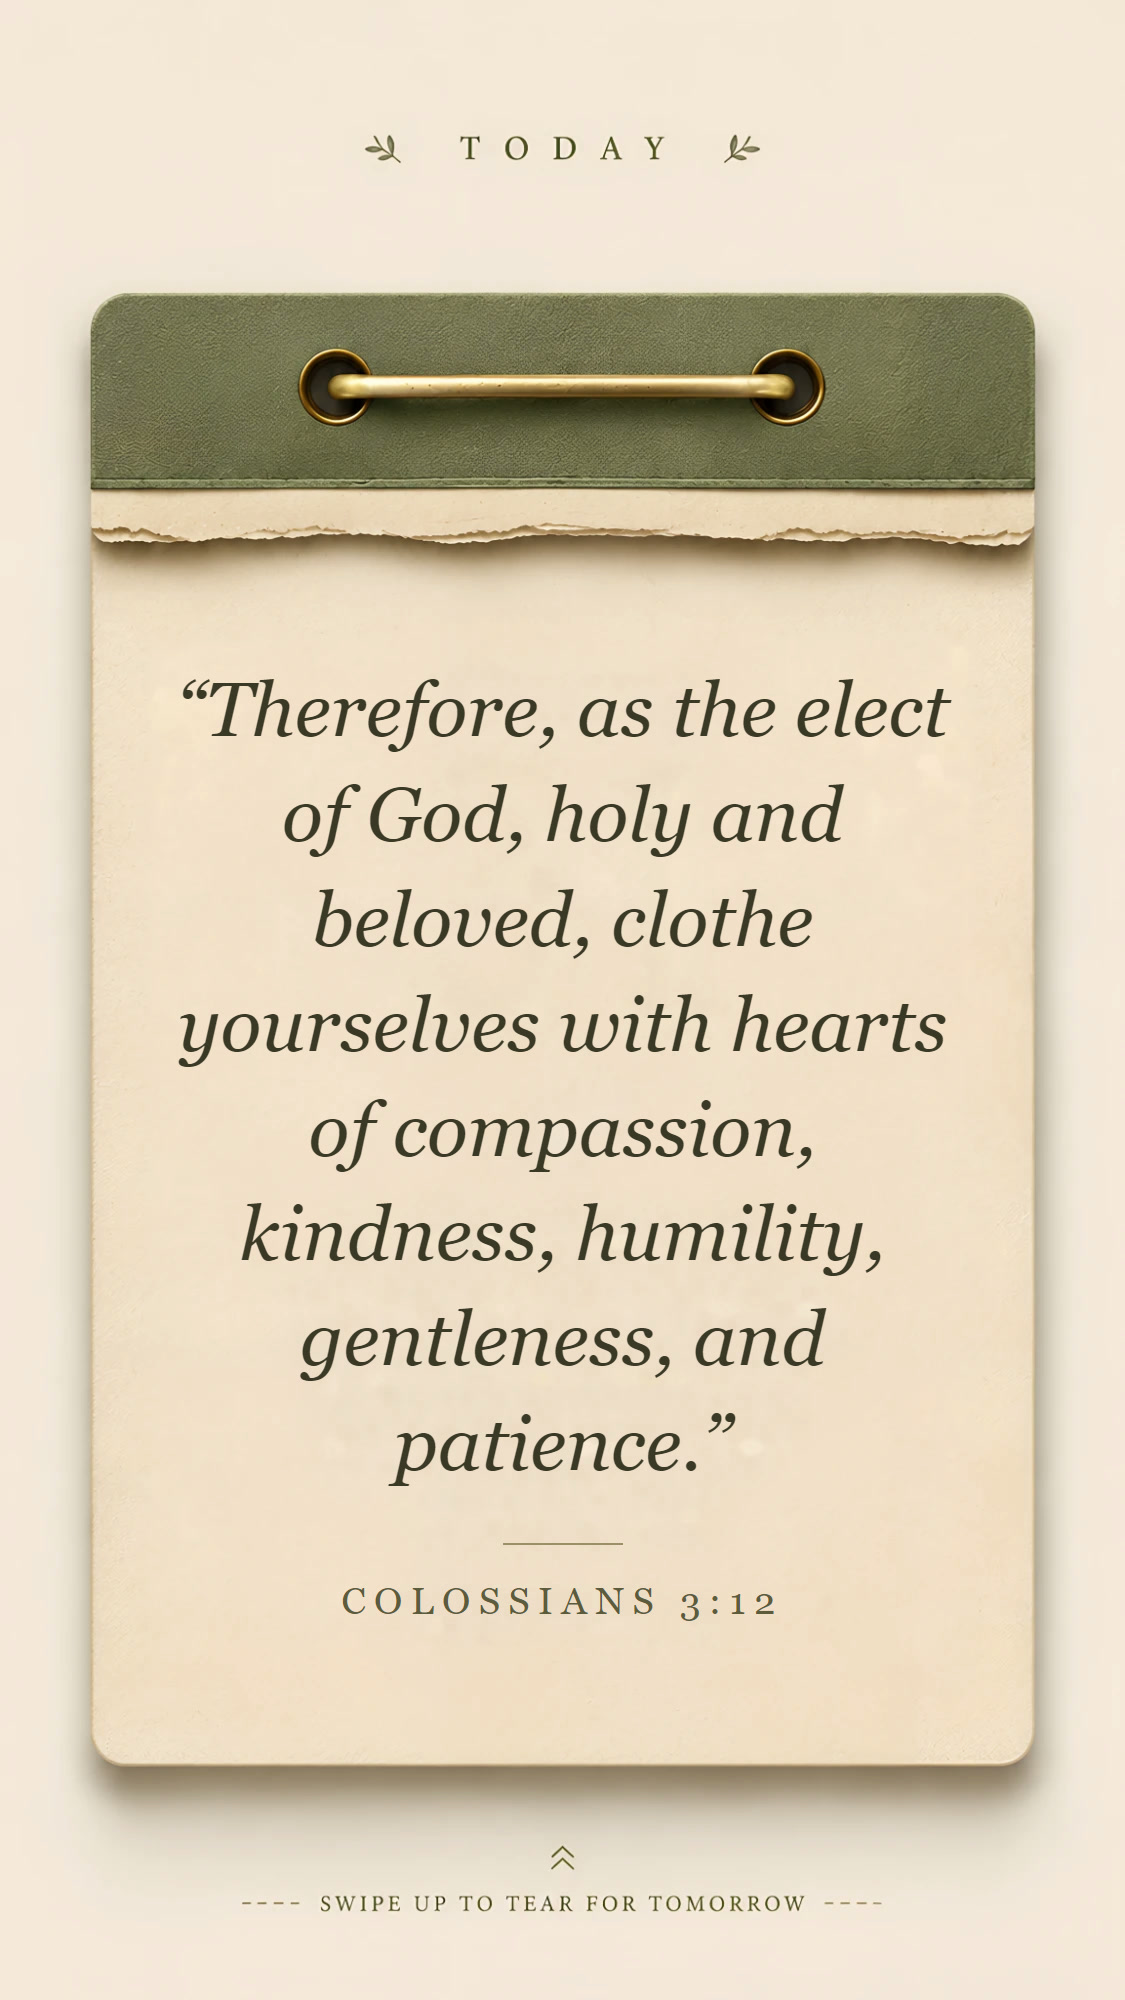 TODAY
“Therefore, as the elect
of God, holy and
beloved, clothe
yourselves with hearts
of compassion,
kindness, humility,
gentleness, and
patience.”
COLOSSIANS 3:12
SWIPE UP TO TEAR FOR TOMORROW